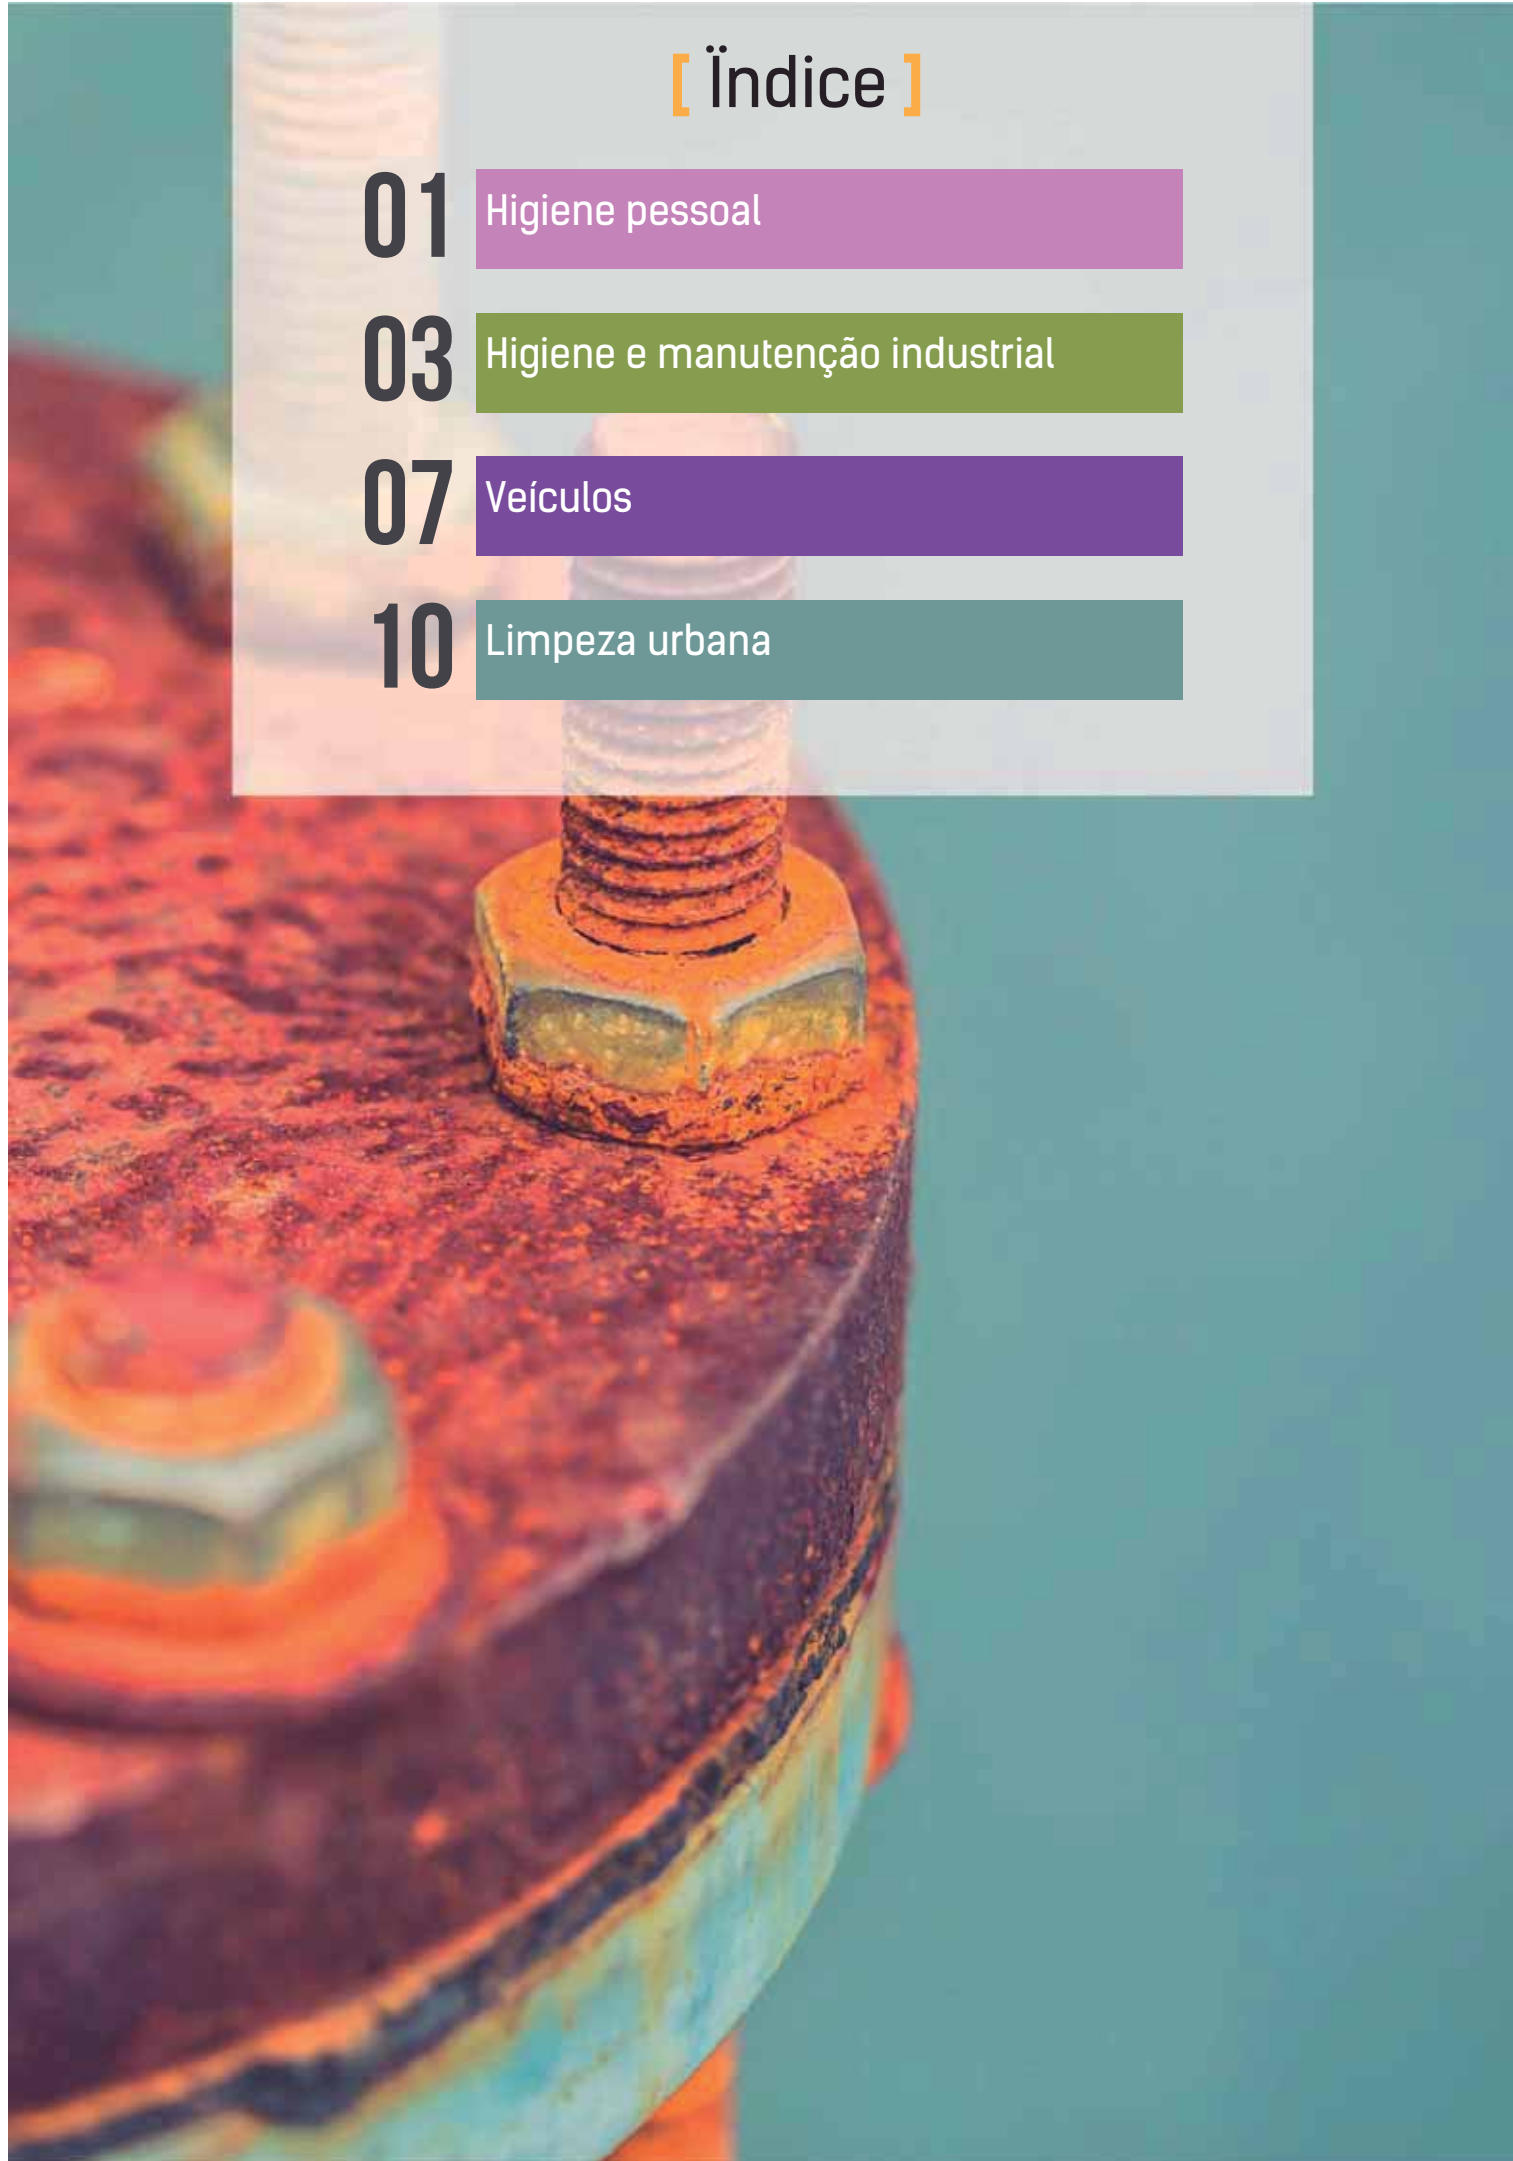 [ Ïndice ]
01 Higiene pessoal
03 Higiene e manutenção industrial
07 Veículos
10 Limpeza urbana